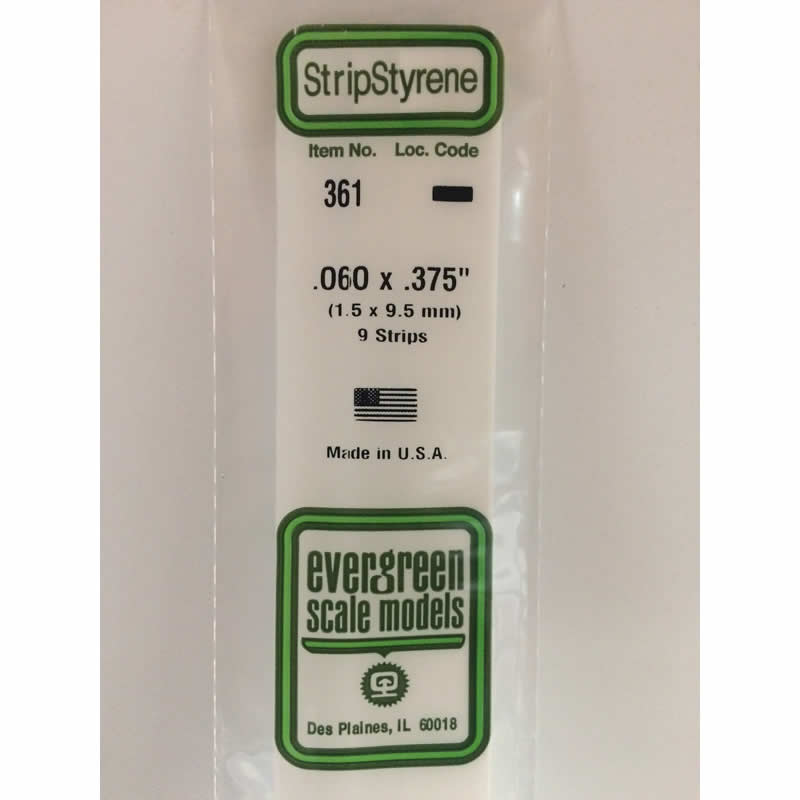 StripStyrene
Item No. Loc. Code
361
.060 x .375"
(1.5 x 9.5 mm)
9 Strips
Made in U.S.A.
evergreen
scale models
Des Plaines, IL 60018